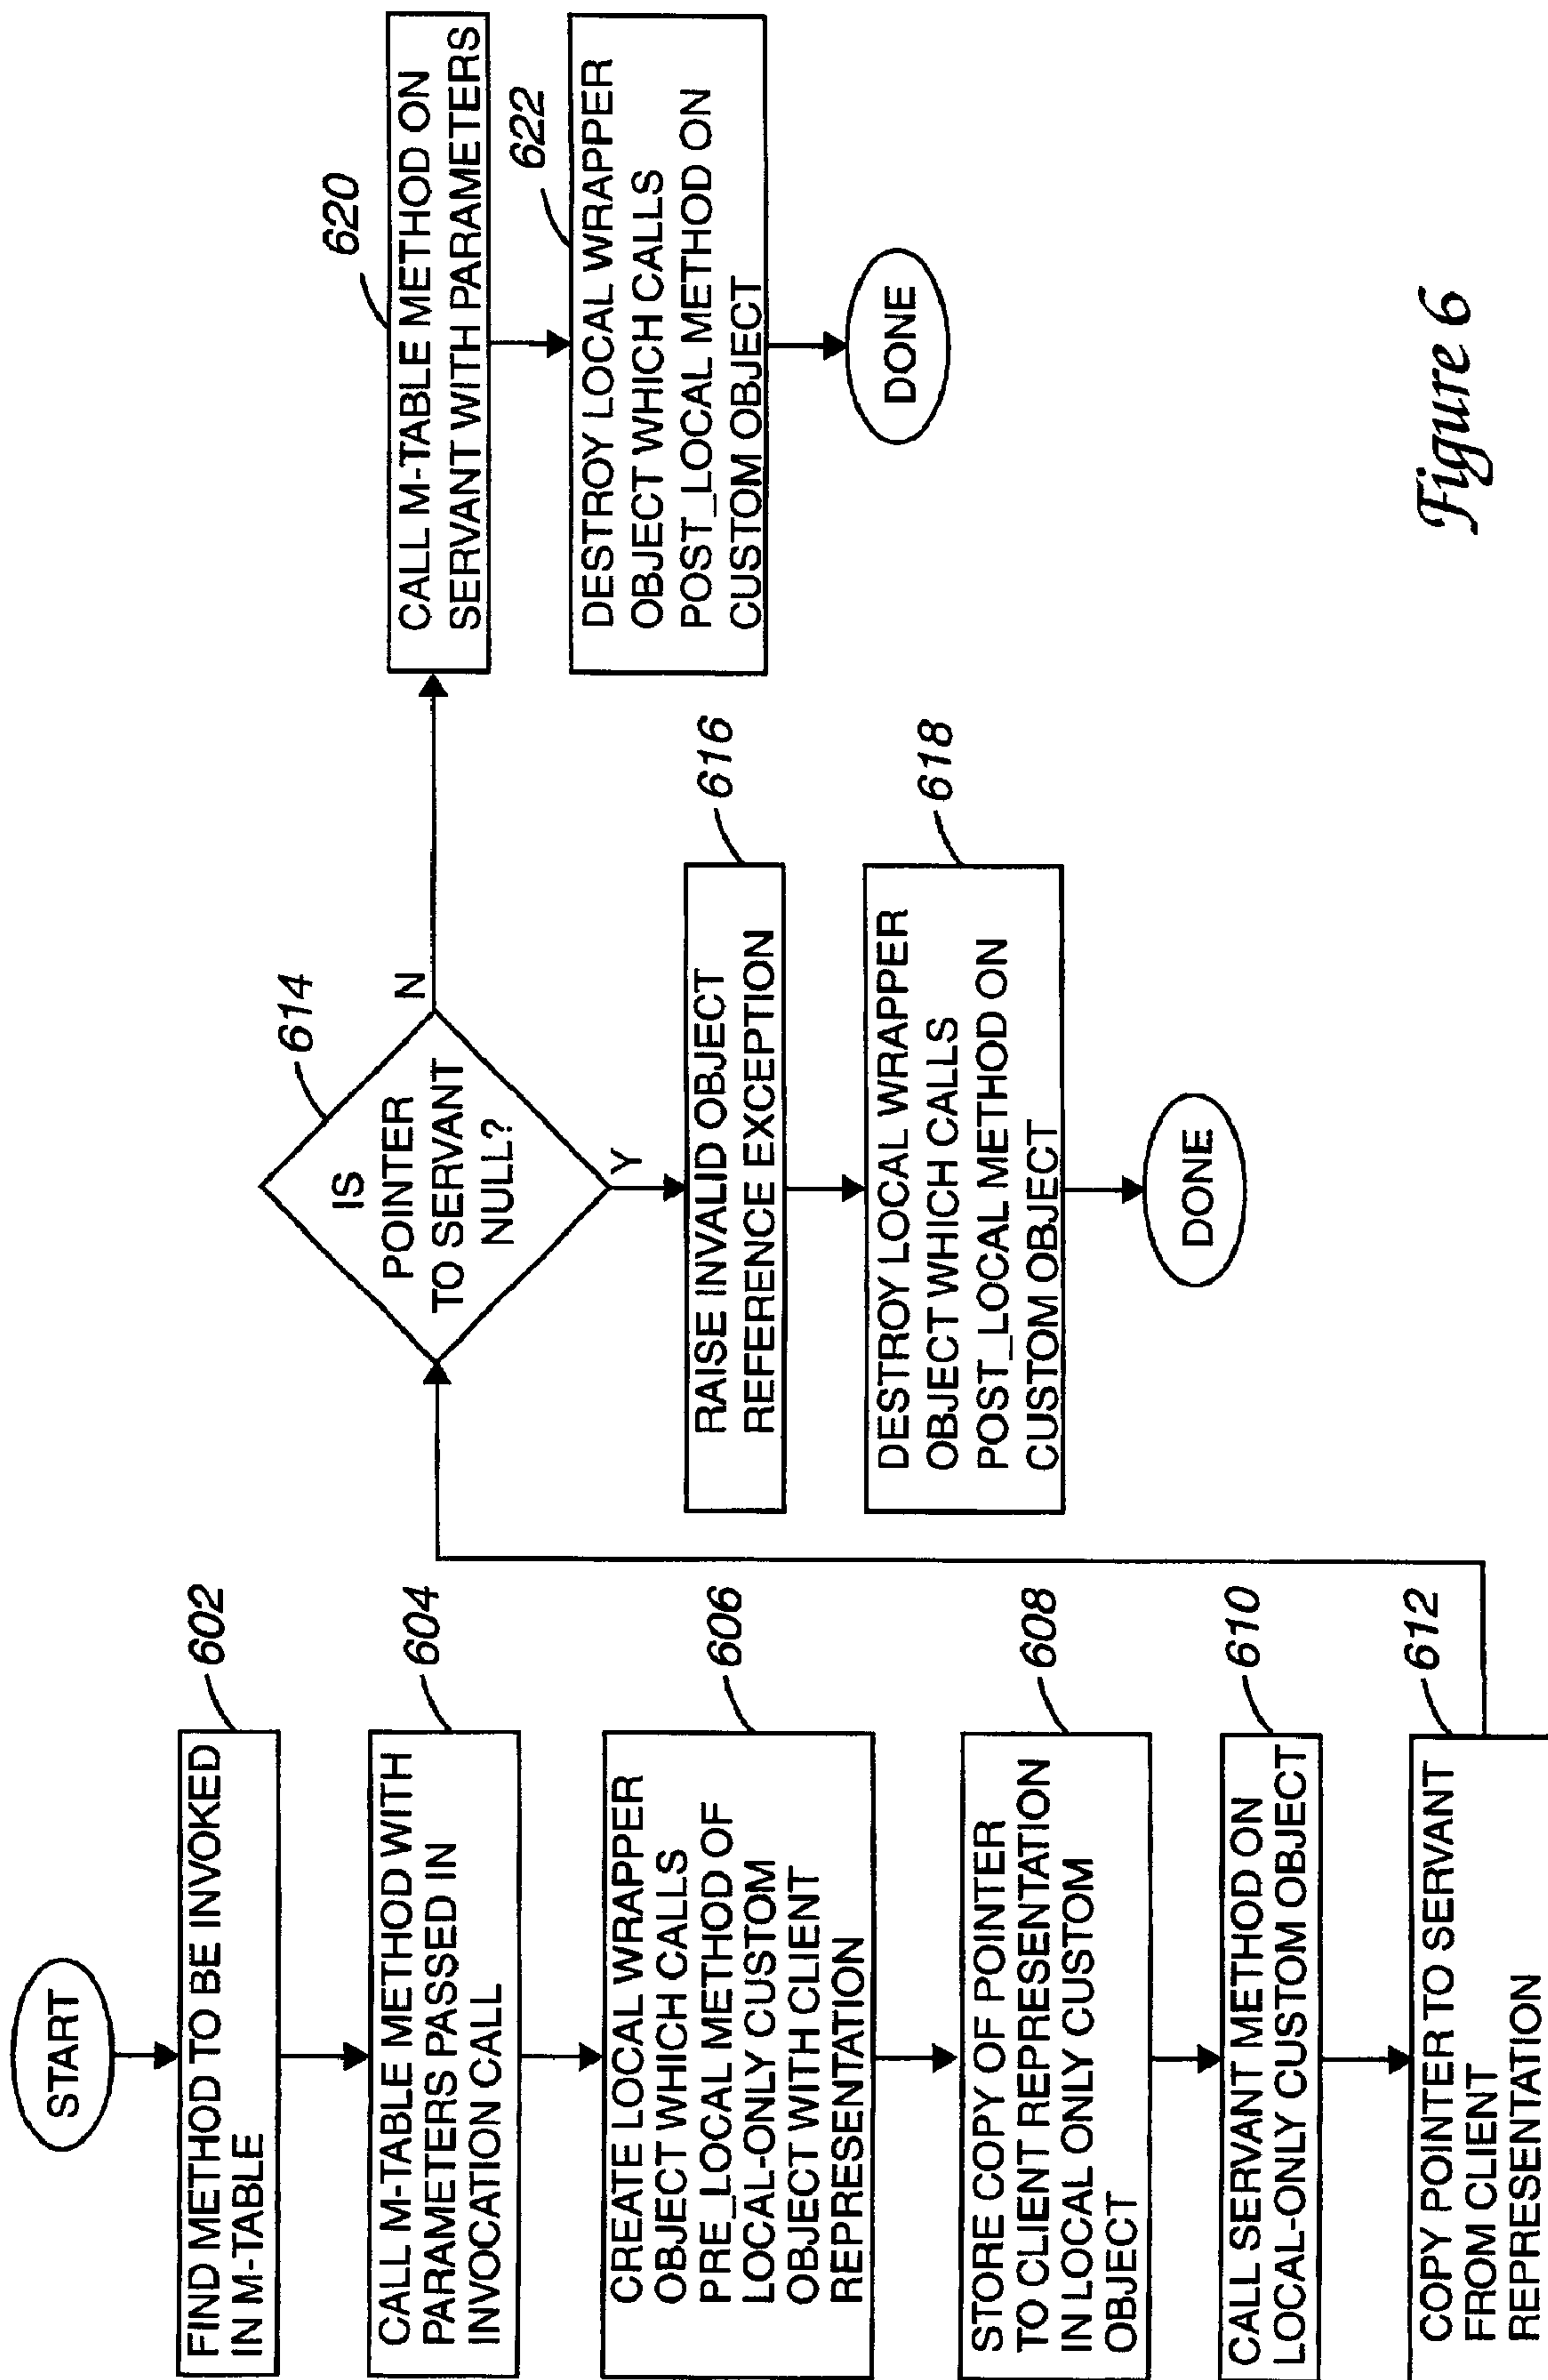 START
602
FIND METHOD TO BE INVOKED
IN M-TABLE
604
CALL M-TABLE METHOD WITH
PARAMETERS PASSED IN
INVOCATION CALL
606
CREATE LOCAL WRAPPER
OBJECT WHICH CALLS
PRE_LOCAL METHOD OF
LOCAL-ONLY CUSTOM
OBJECT WITH CLIENT
REPRESENTATION
608
STORE COPY OF POINTER
TO CLIENT REPRESENTATION
IN LOCAL ONLY CUSTOM
OBJECT
610
CALL SERVANT METHOD ON
LOCAL-ONLY CUSTOM OBJECT
612
COPY POINTER TO SERVANT
FROM CLIENT
REPRESENTATION
614
IS
POINTER
TO SERVANT
NULL?
N
Y
616
RAISE INVALID OBJECT
REFERENCE EXCEPTION
618
DESTROY LOCAL WRAPPER
OBJECT WHICH CALLS
POST_LOCAL METHOD ON
CUSTOM OBJECT
DONE
620
CALL M-TABLE METHOD ON
SERVANT WITH PARAMETERS
622
DESTROY LOCAL WRAPPER
OBJECT WHICH CALLS
POST_LOCAL METHOD ON
CUSTOM OBJECT
DONE
Figure 6